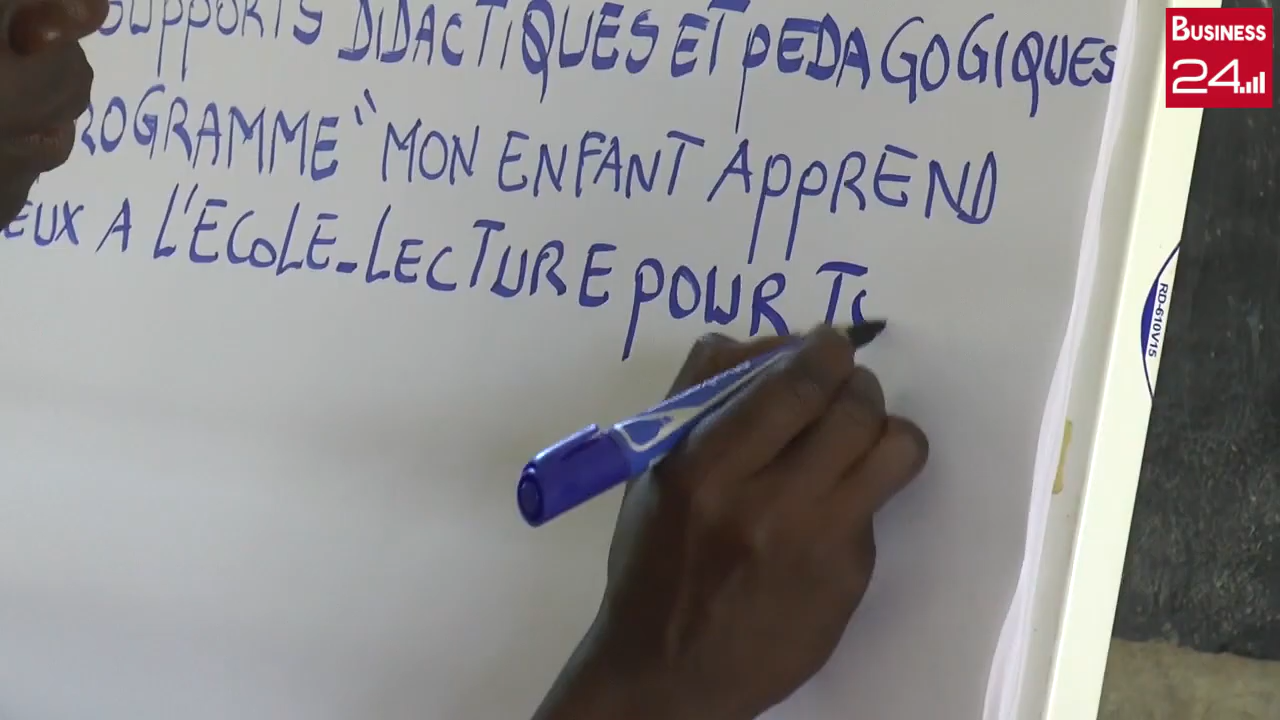 SUPPORTS DIDACTIQUES ET PEDAGOGIQUES
ROGRAMME "MON ENFANT APPREND
EUX A L'ECOLE-LECTURE POUR T
BUSINESS
24
RD-610V15